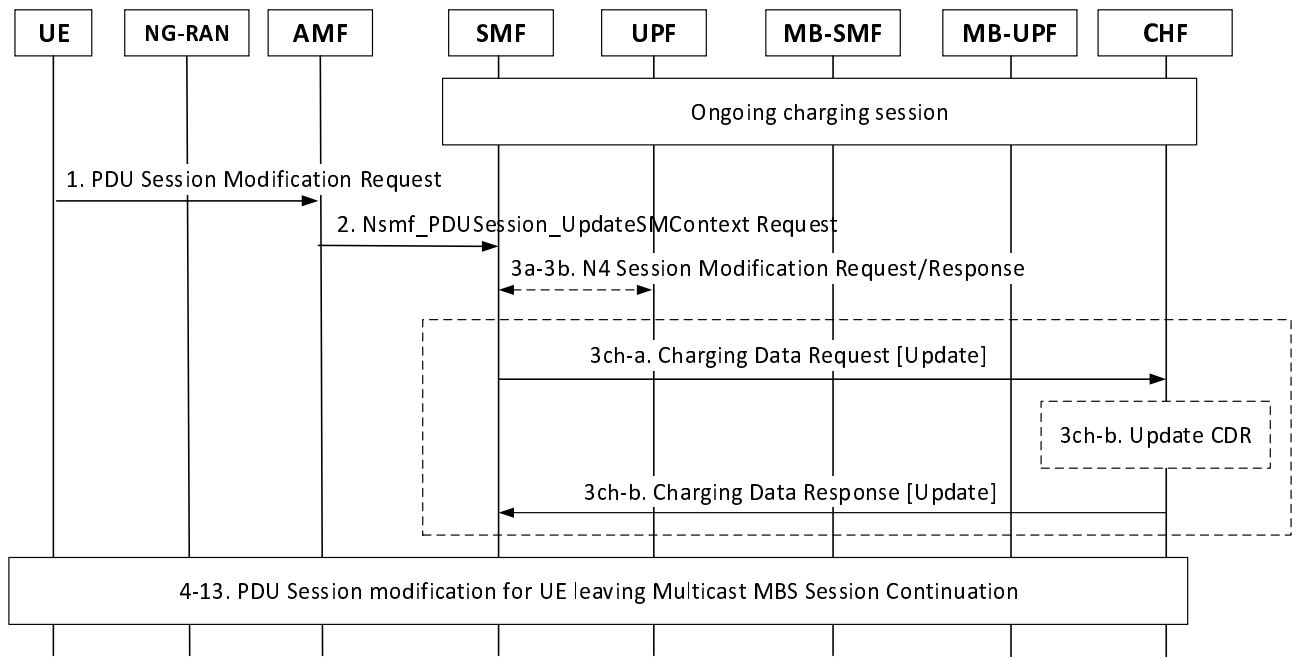 UE
NG-RAN
AMF
SMF
UPF
MB-SMF
MB-UPF
CHF
Ongoing charging session
1. PDU Session Modification Request
2. Nsmf_PDUSession_UpdateSMContext Request
3a-3b. N4 Session Modification Request/Response
3ch-a. Charging Data Request [Update]
3ch-b. Update CDR
3ch-b. Charging Data Response [Update]
4-13. PDU Session modification for UE leaving Multicast MBS Session Continuation